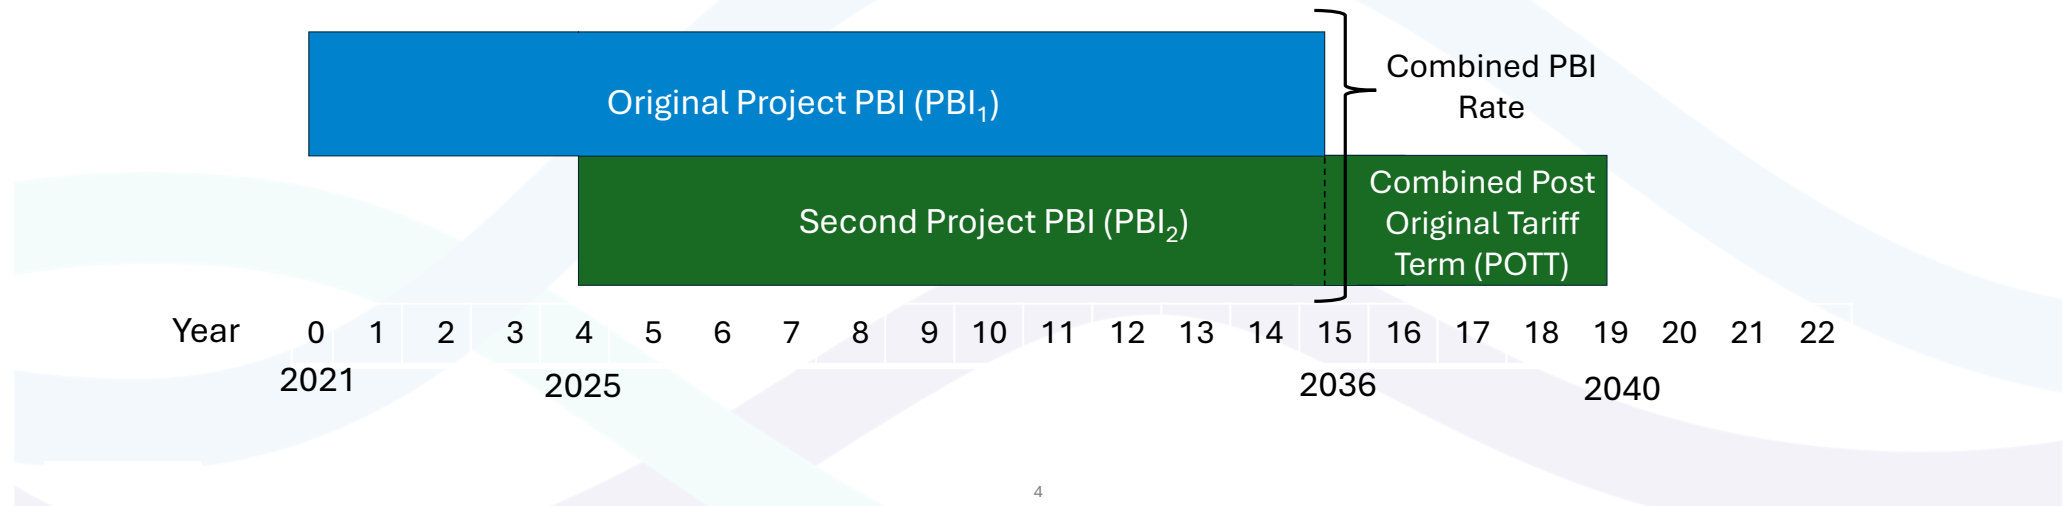 Combined PBI
Rate
Original Project PBI (PBI₁)
Second Project PBI (PBI₂)
Combined Post
Original Tariff
Term (POTT)
Year 0 1 2 3 4 5 6 7 8 9 10 11 12 13 14 15 16 17 18 19 20 21 22
2021 2025 2036 2040
4